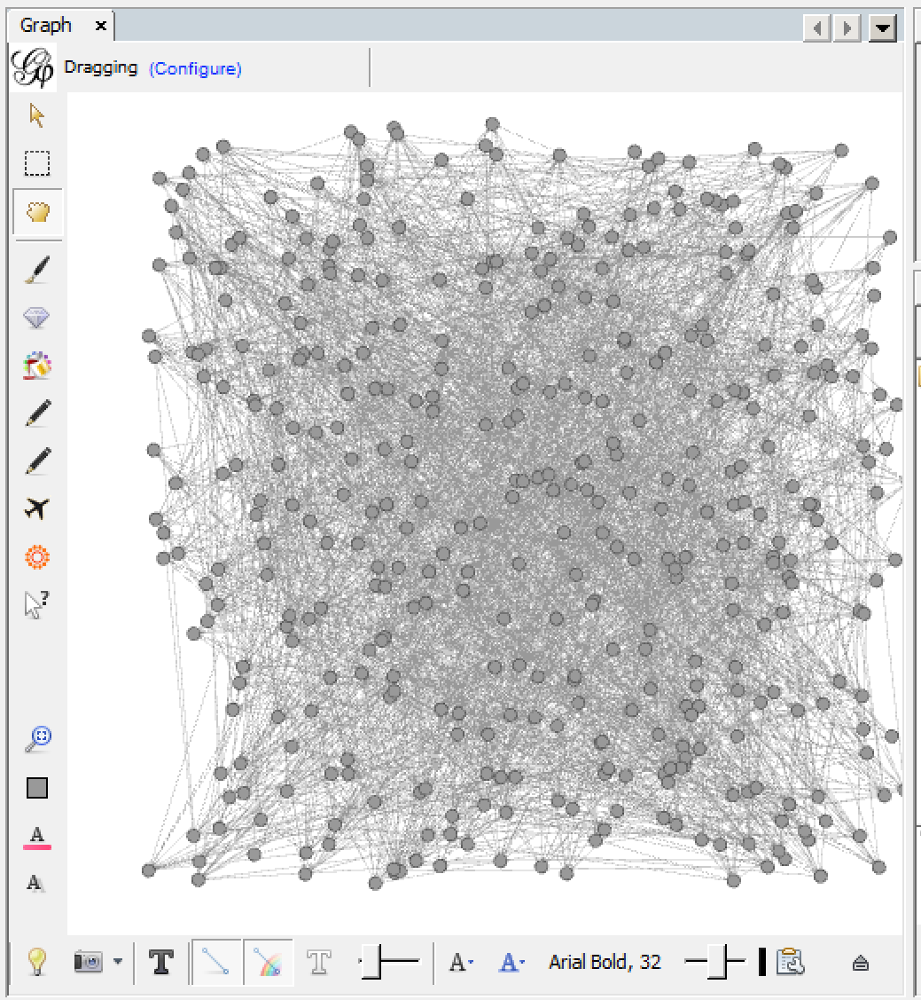 Graph
Dragging (Configure)
?
A
A
T
T
A
A
Arial Bold, 32